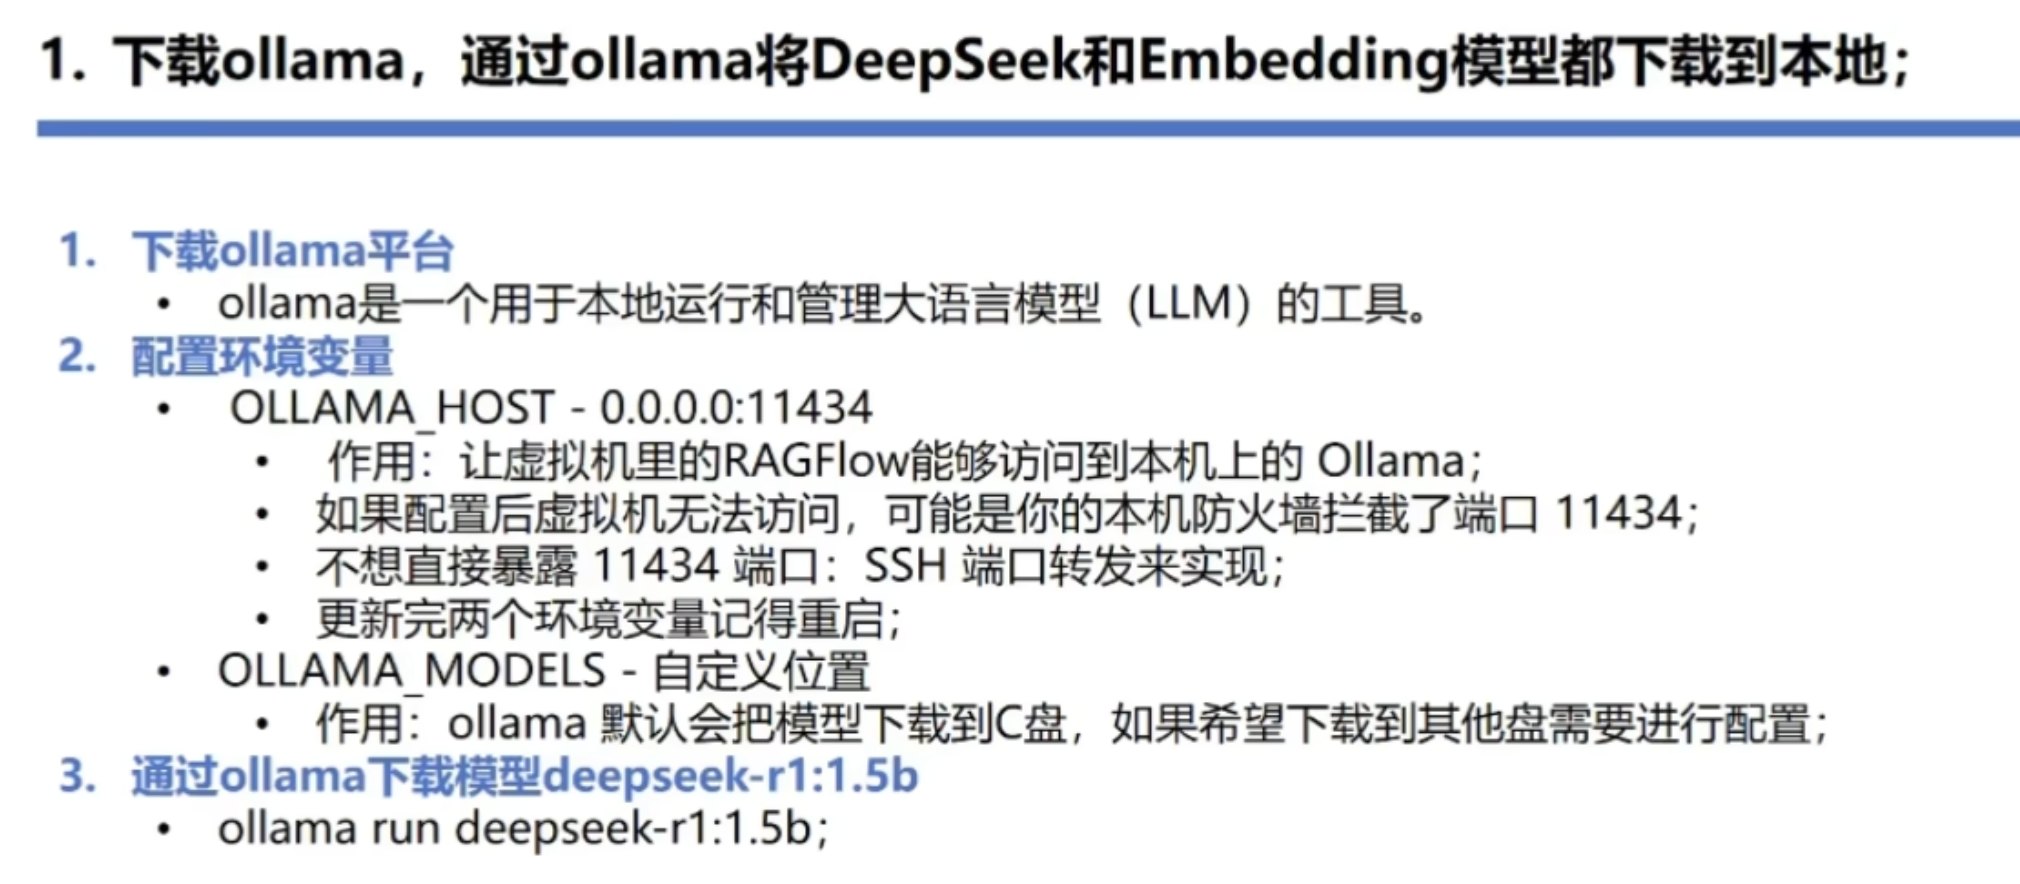 1. 下载ollama，通过ollama将DeepSeek和Embedding模型都下载到本地；
1. 下载ollama平台
• ollama是一个用于本地运行和管理大语言模型（LLM）的工具。
2. 配置环境变量
• OLLAMA_HOST - 0.0.0.0:11434
• 作用：让虚拟机里的RAGFlow能够访问到本机上的 Ollama；
• 如果配置后虚拟机无法访问，可能是你的本机防火墙拦截了端口 11434；
• 不想直接暴露 11434 端口：SSH 端口转发来实现；
• 更新完两个环境变量记得重启；
• OLLAMA_MODELS - 自定义位置
• 作用：ollama 默认会把模型下载到C盘，如果希望下载到其他盘需要进行配置；
3. 通过ollama下载模型deepseek-r1:1.5b
• ollama run deepseek-r1:1.5b；